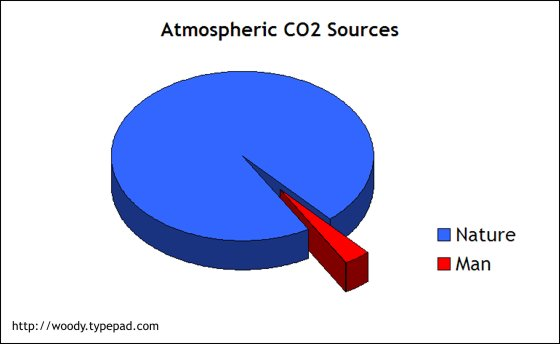 Atmospheric CO2 Sources
Nature
Man
http://woody.typepad.com